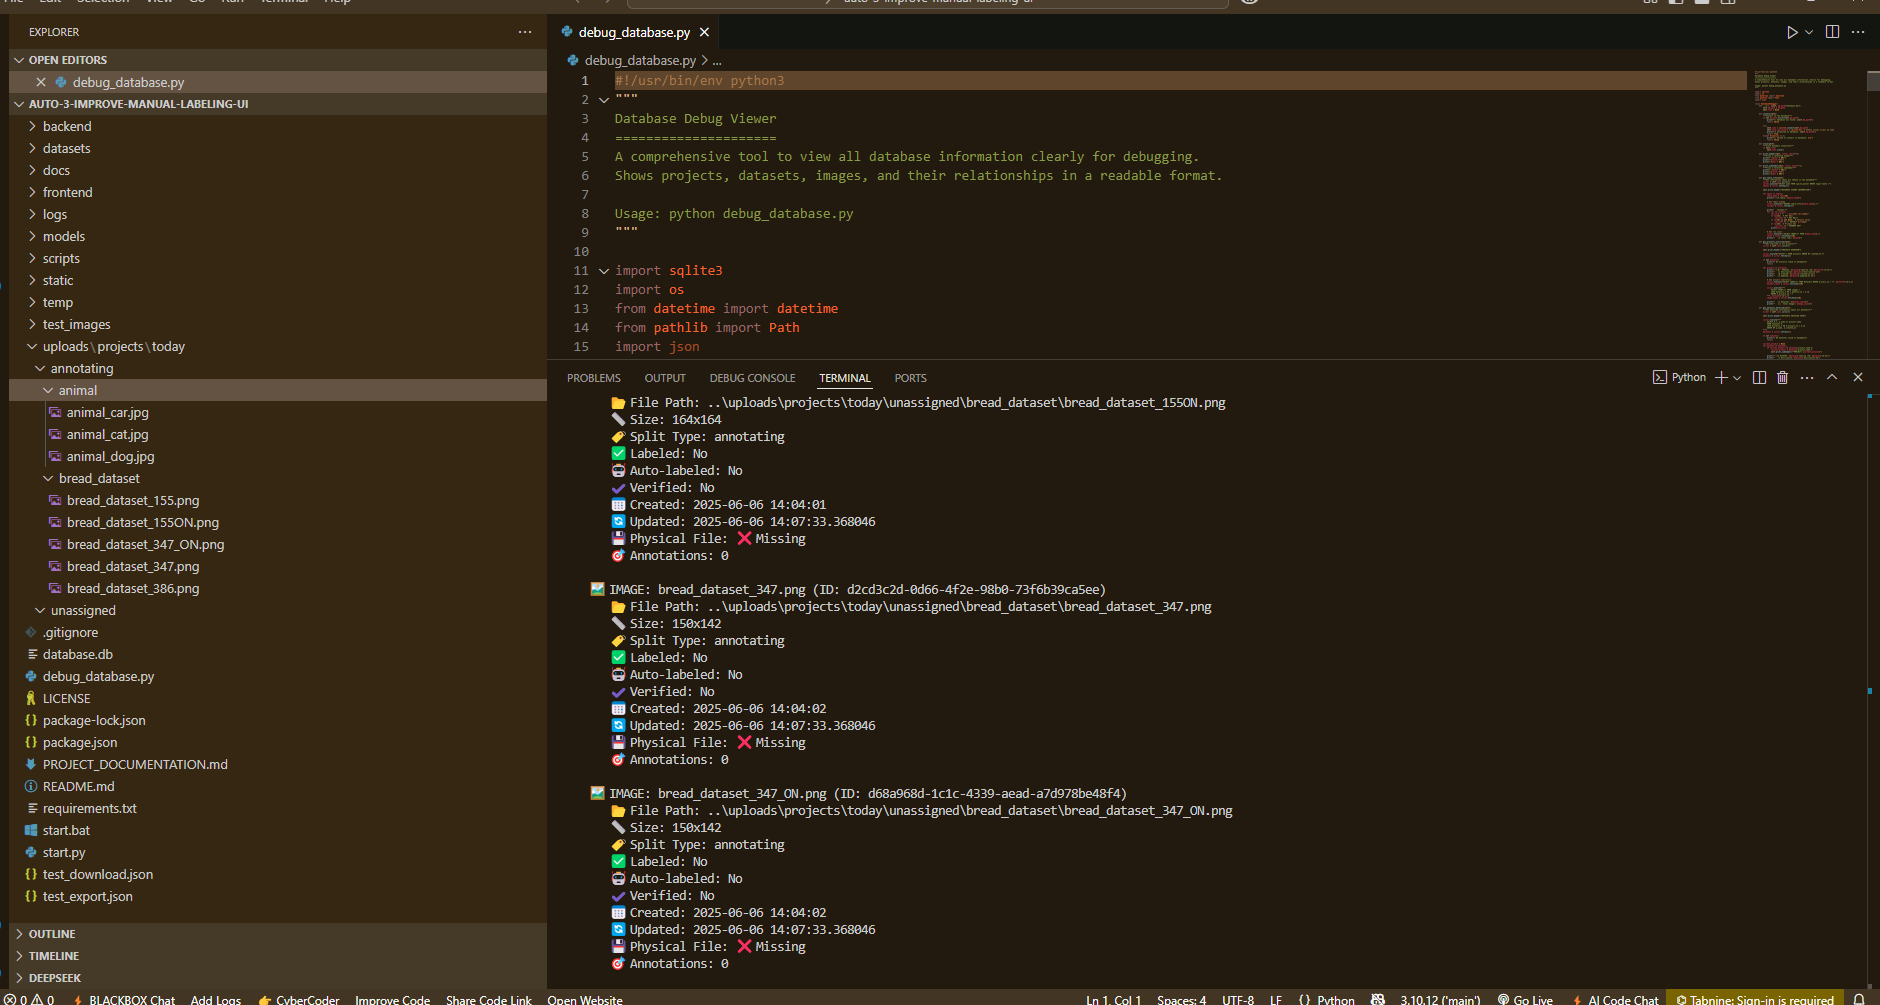 File Edit Selection View Go Run Terminal Help
auto-3-improve-manual-labeling-ui
EXPLORER
OPEN EDITORS
debug_database.py
AUTO-3-IMPROVE-MANUAL-LABELING-UI
backend
datasets
docs
frontend
logs
models
scripts
static
temp
test_images
uploads\projects\today
annotating
animal
animal_car.jpg
animal_cat.jpg
animal_dog.jpg
bread_dataset
bread_dataset_155.png
bread_dataset_155ON.png
bread_dataset_347_ON.png
bread_dataset_347.png
bread_dataset_386.png
unassigned
.gitignore
database.db
debug_database.py
LICENSE
package-lock.json
package.json
PROJECT_DOCUMENTATION.md
README.md
requirements.txt
start.bat
start.py
test_download.json
test_export.json
OUTLINE
TIMELINE
DEEPSEEK
debug_database.py
debug_database.py > ...
1 #!/usr/bin/env python3
2 """
3 Database Debug Viewer
4 =====================
5 A comprehensive tool to view all database information clearly for debugging.
6 Shows projects, datasets, images, and their relationships in a readable format.
7
8 Usage: python debug_database.py
9 """
10
11 import sqlite3
12 import os
13 from datetime import datetime
14 from pathlib import Path
15 import json
PROBLEMS OUTPUT DEBUG CONSOLE TERMINAL PORTS
Python
File Path: ..\uploads\projects\today\unassigned\bread_dataset\bread_dataset_155ON.png
Size: 164x164
Split Type: annotating
Labeled: No
Auto-labeled: No
Verified: No
Created: 2025-06-06 14:04:01
Updated: 2025-06-06 14:07:33.368046
Physical File: ❌ Missing
Annotations: 0
IMAGE: bread_dataset_347.png (ID: d2cd3c2d-0d66-4f2e-98b0-73f6b39ca5ee)
File Path: ..\uploads\projects\today\unassigned\bread_dataset\bread_dataset_347.png
Size: 150x142
Split Type: annotating
Labeled: No
Auto-labeled: No
Verified: No
Created: 2025-06-06 14:04:02
Updated: 2025-06-06 14:07:33.368046
Physical File: ❌ Missing
Annotations: 0
IMAGE: bread_dataset_347_ON.png (ID: d68a968d-1c1c-4339-aead-a7d978be48f4)
File Path: ..\uploads\projects\today\unassigned\bread_dataset\bread_dataset_347_ON.png
Size: 150x142
Split Type: annotating
Labeled: No
Auto-labeled: No
Verified: No
Created: 2025-06-06 14:04:02
Updated: 2025-06-06 14:07:33.368046
Physical File: ❌ Missing
Annotations: 0
0 0 BLACKBOX Chat Add Logs CyberCoder Improve Code Share Code Link Open Website
Ln 1, Col 1 Spaces: 4 UTF-8 LF {} Python 3.10.12 ('main') Go Live AI Code Chat Tabnine: Sign-in is required